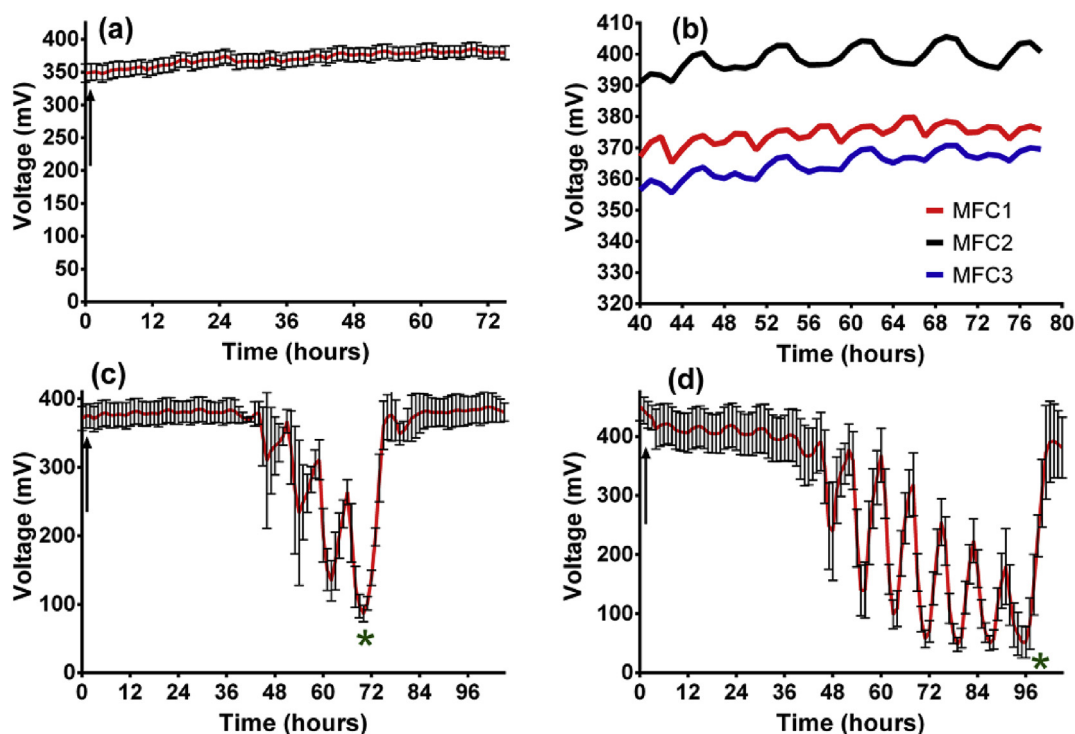 (a)
Voltage (mV)
400
350
300
250
200
150
100
50
0
0 12 24 36 48 60 72
Time (hours)
(b)
Voltage (mV)
410
400
390
380
370
360
350
340
330
320
MFC1
MFC2
MFC3
40 44 48 52 56 60 64 68 72 76 80
Time (hours)
(c)
Voltage (mV)
400
300
200
100
0
*
0 12 24 36 48 60 72 84 96
Time (hours)
(d)
Voltage (mV)
400
300
200
100
0
*
0 12 24 36 48 60 72 84 96
Time (hours)